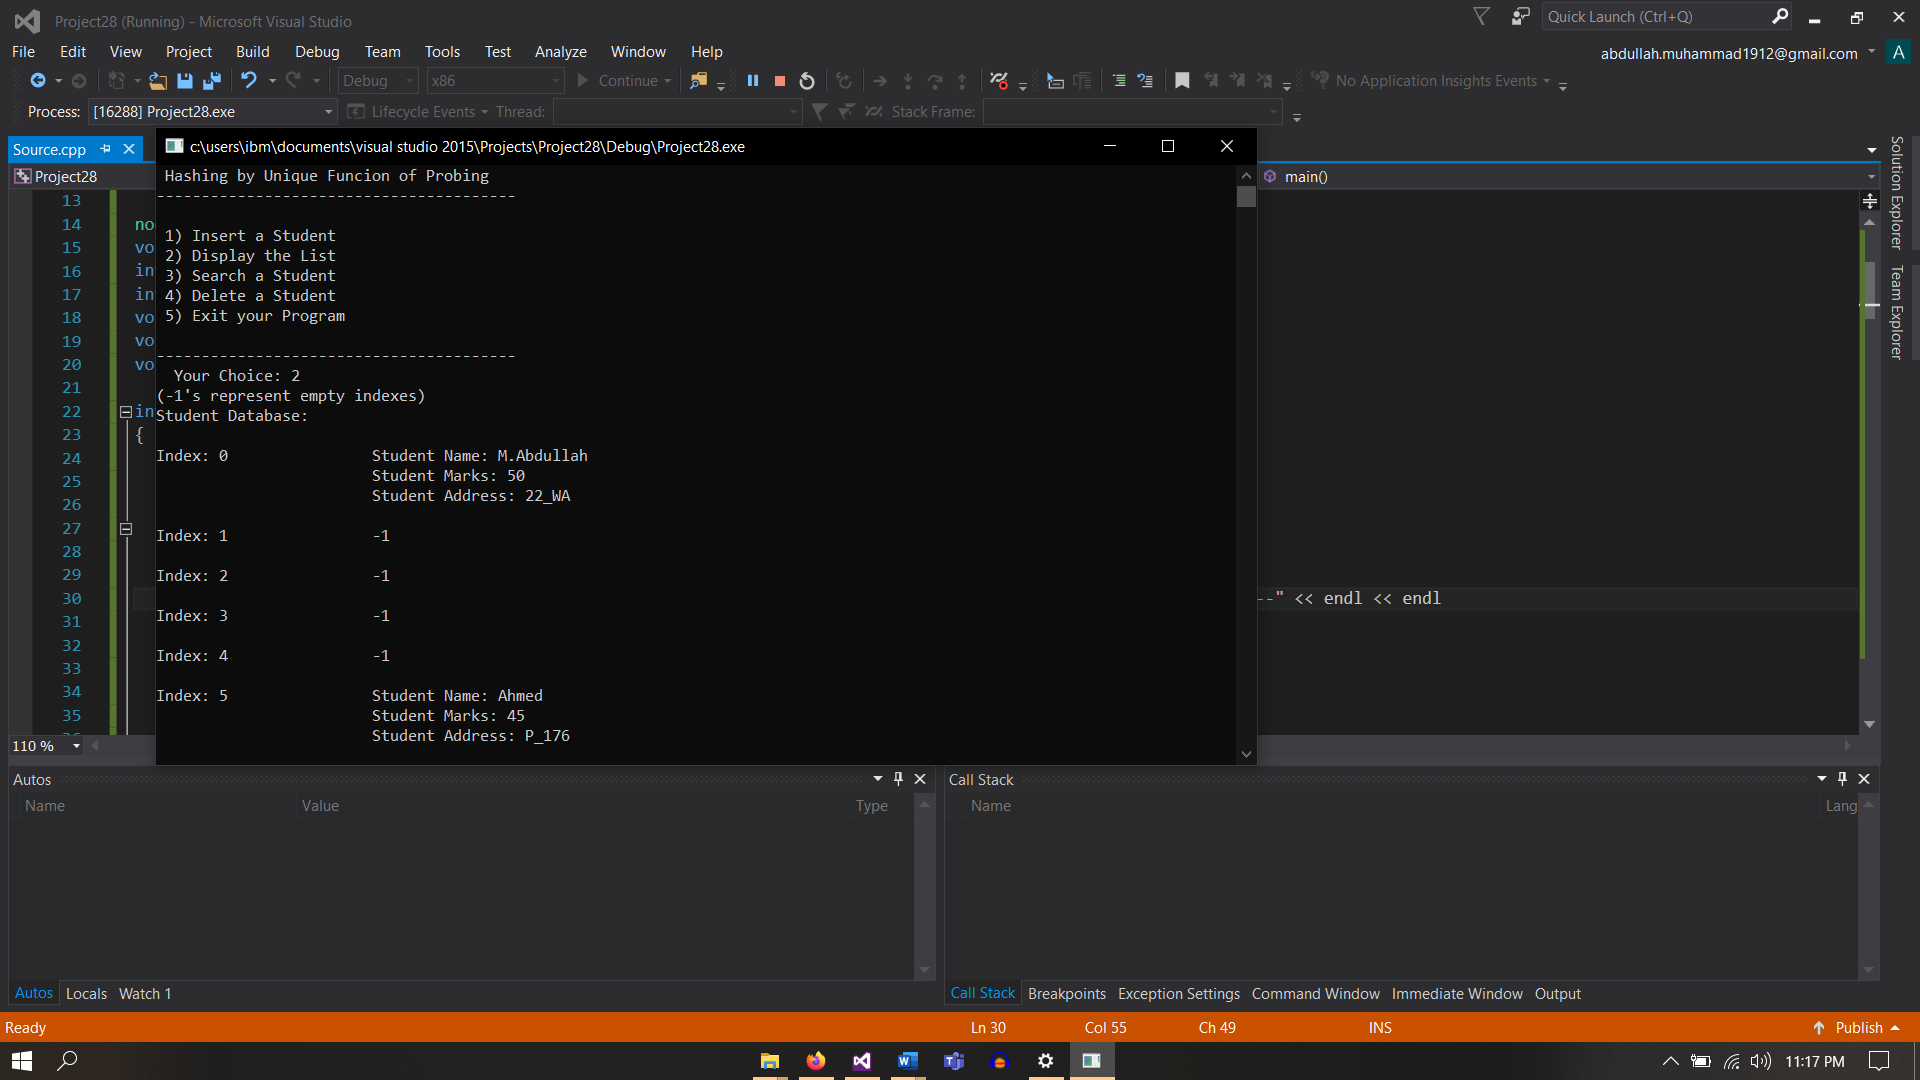 Project28 (Running) - Microsoft Visual Studio
Quick Launch (Ctrl+Q)
File Edit View Project Build Debug Team Tools Test Analyze Window Help
abdullah.muhammad1912@gmail.com A
Debug x86 Continue No Application Insights Events
Process: [16288] Project28.exe Lifecycle Events Thread: Stack Frame:
Source.cpp
c:\users\ibm\documents\visual studio 2015\Projects\Project28\Debug\Project28.exe
Project28
main()
Solution Explorer
Team Explorer
Hashing by Unique Funcion of Probing
----------------------------------------
1) Insert a Student
2) Display the List
3) Search a Student
4) Delete a Student
5) Exit your Program
----------------------------------------
Your Choice: 2
(-1's represent empty indexes)
Student Database:
Index: 0 Student Name: M.Abdullah
Student Marks: 50
Student Address: 22_WA
Index: 1 -1
Index: 2 -1
Index: 3 -1
Index: 4 -1
Index: 5 Student Name: Ahmed
Student Marks: 45
Student Address: P_176
13
14 no
15 vo
16 in
17 in
18 vo
19 vo
20 vo
21
22 in
23 {
24
25
26
27
28
29
30 --" << endl << endl
31
32
33
34
35
110 %
Autos
Name Value Type
Call Stack
Name Lang
Autos Locals Watch 1
Call Stack Breakpoints Exception Settings Command Window Immediate Window Output
Ready Ln 30 Col 55 Ch 49 INS Publish
11:17 PM